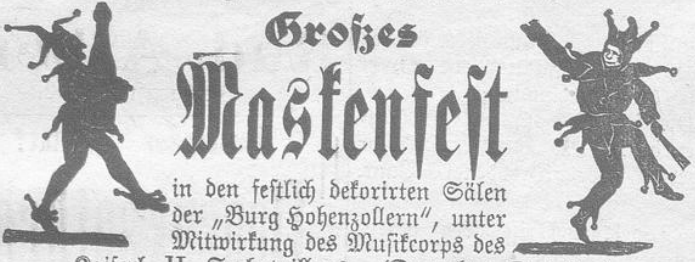 Großes
Maskenfest
in den festlich dekorirten Sälen
der „Burg Hohenzollern", unter
Mitwirkung des Musikcorps des